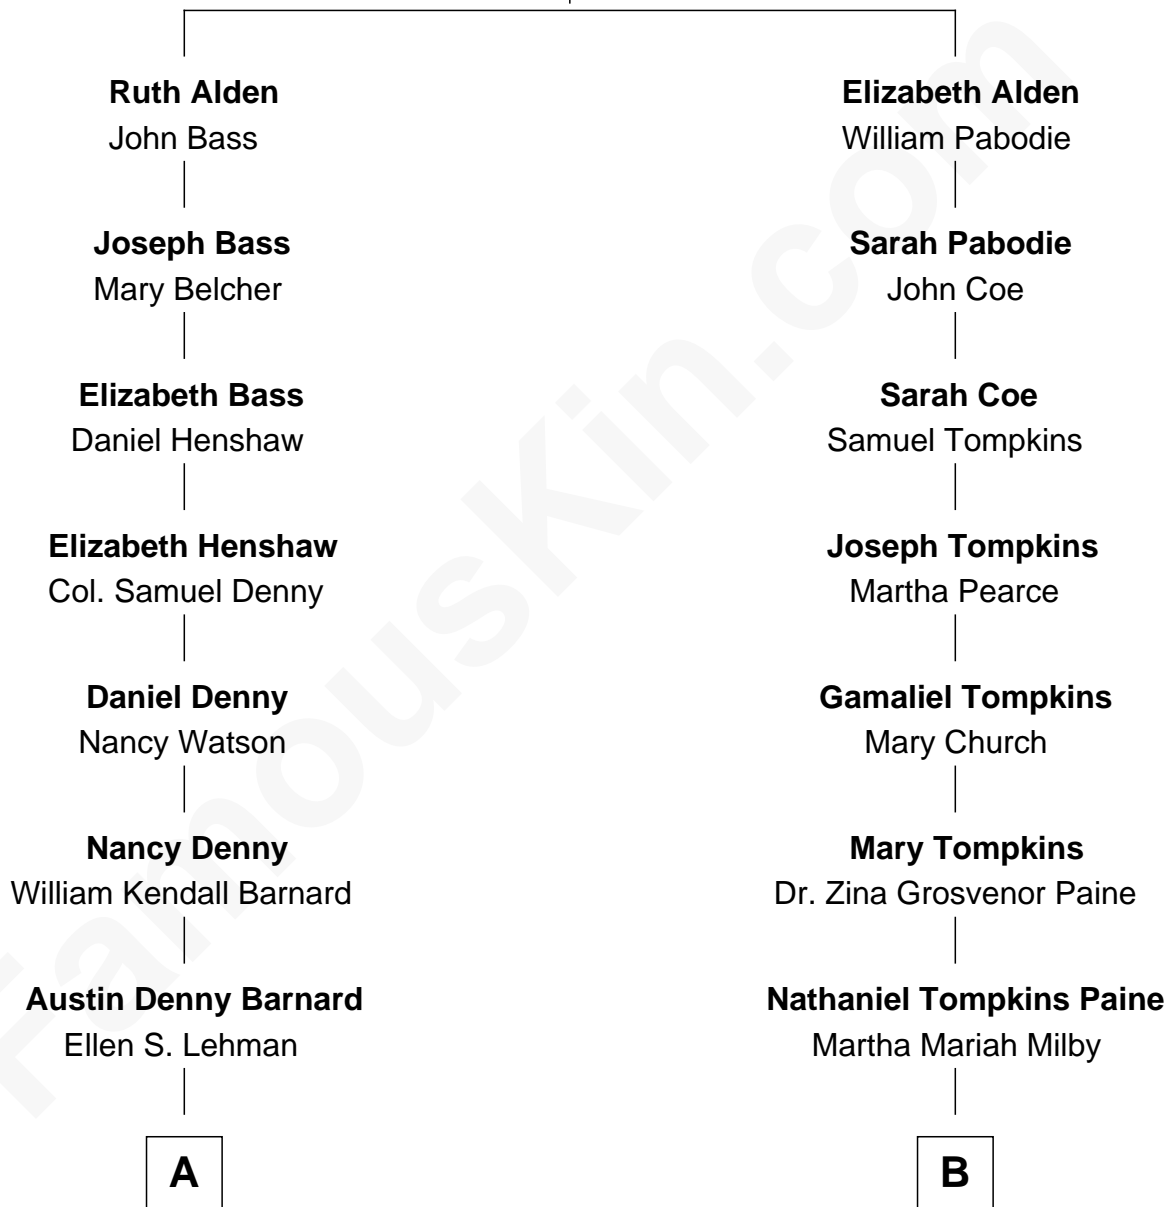 Ruth Alden
John Bass
Elizabeth Alden
William Pabodie
Joseph Bass
Mary Belcher
Sarah Pabodie
John Coe
Elizabeth Bass
Daniel Henshaw
Sarah Coe
Samuel Tompkins
Elizabeth Henshaw
Col. Samuel Denny
Joseph Tompkins
Martha Pearce
Daniel Denny
Nancy Watson
Gamaliel Tompkins
Mary Church
Nancy Denny
William Kendall Barnard
Mary Tompkins
Dr. Zina Grosvenor Paine
Austin Denny Barnard
Ellen S. Lehman
Nathaniel Tompkins Paine
Martha Mariah Milby
A
B
FamousKin.com